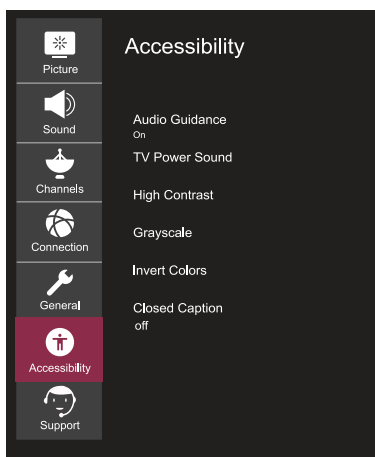 Picture
Sound
Channels
Connection
General
Accessibility
Support
Accessibility
Audio Guidance
On
TV Power Sound
High Contrast
Grayscale
Invert Colors
Closed Caption
off